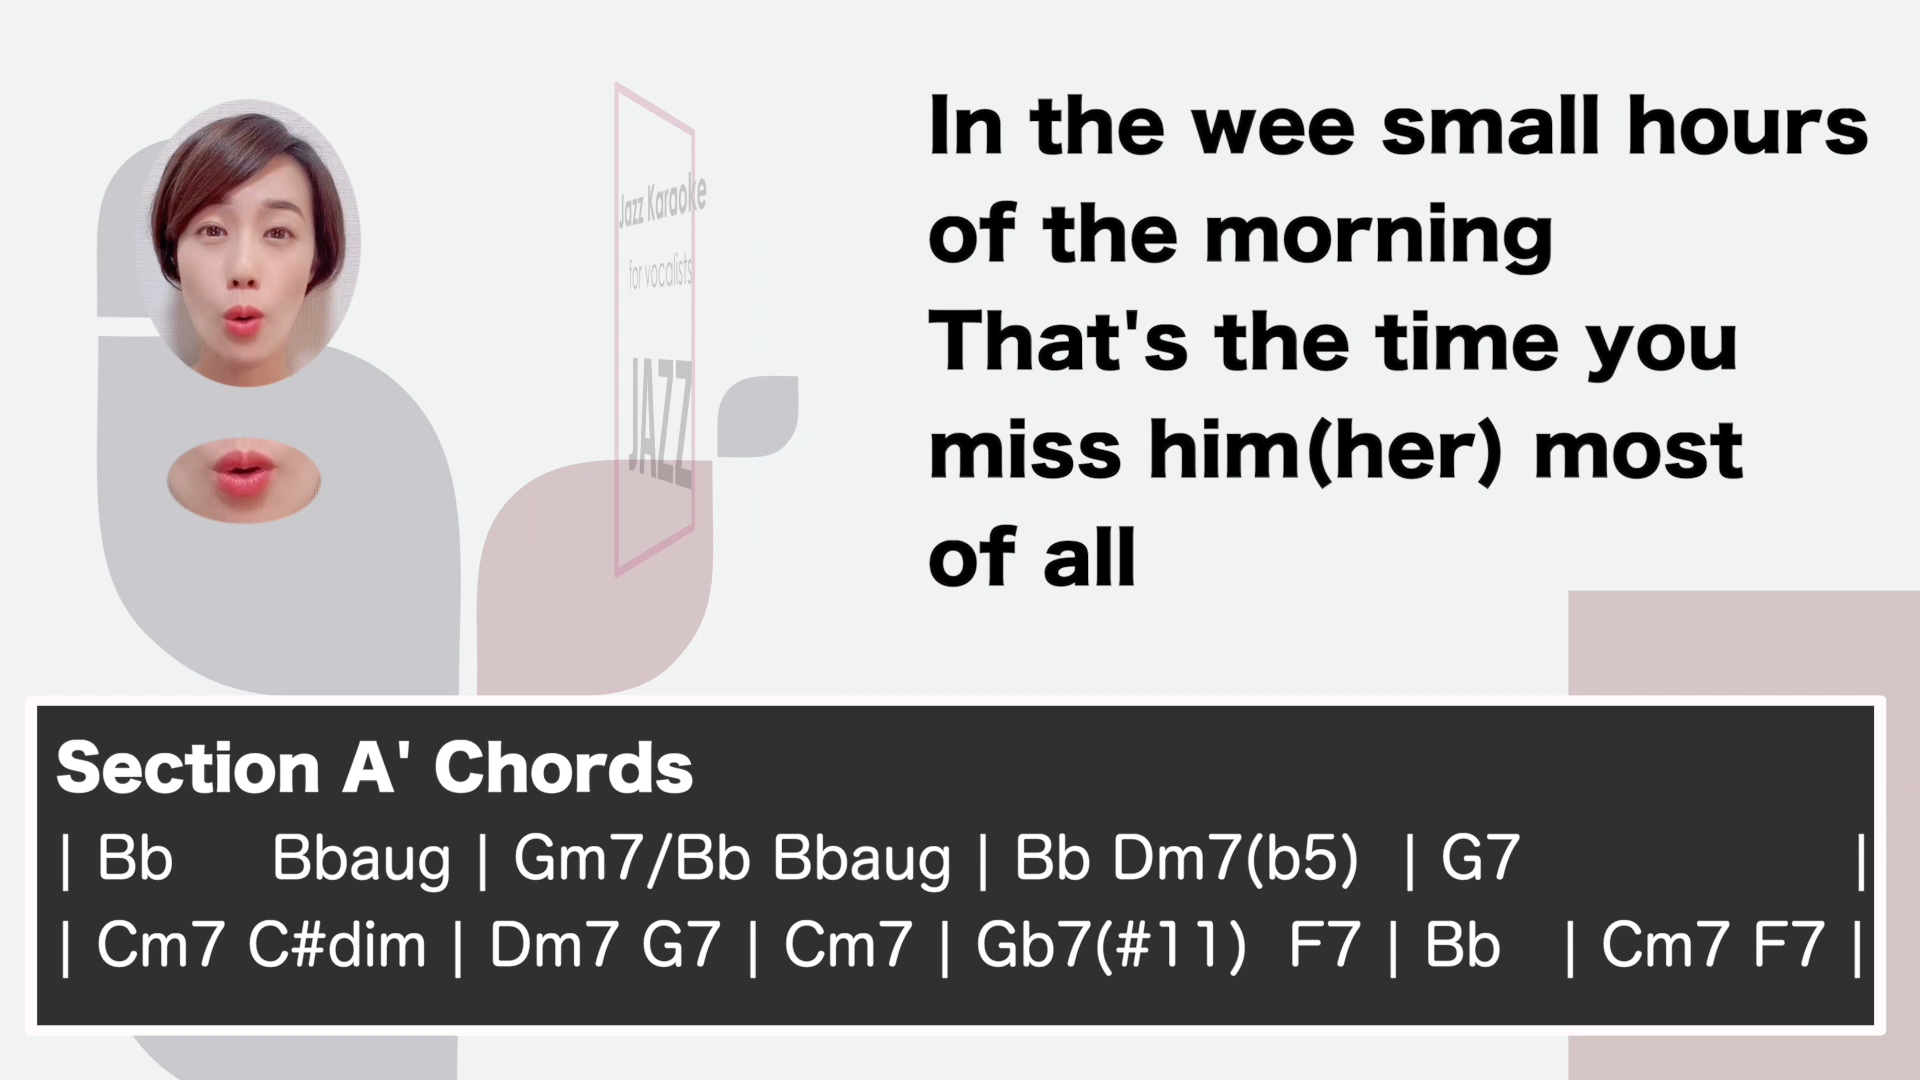 Jazz Karaoke
for vocalists
JAZZ
In the wee small hours
of the morning
That's the time you
miss him(her) most
of all
Section A' Chords
| Bb Bbaug | Gm7/Bb Bbaug | Bb Dm7(b5) | G7 |
| Cm7 C#dim | Dm7 G7 | Cm7 | Gb7(#11) F7 | Bb | Cm7 F7 |